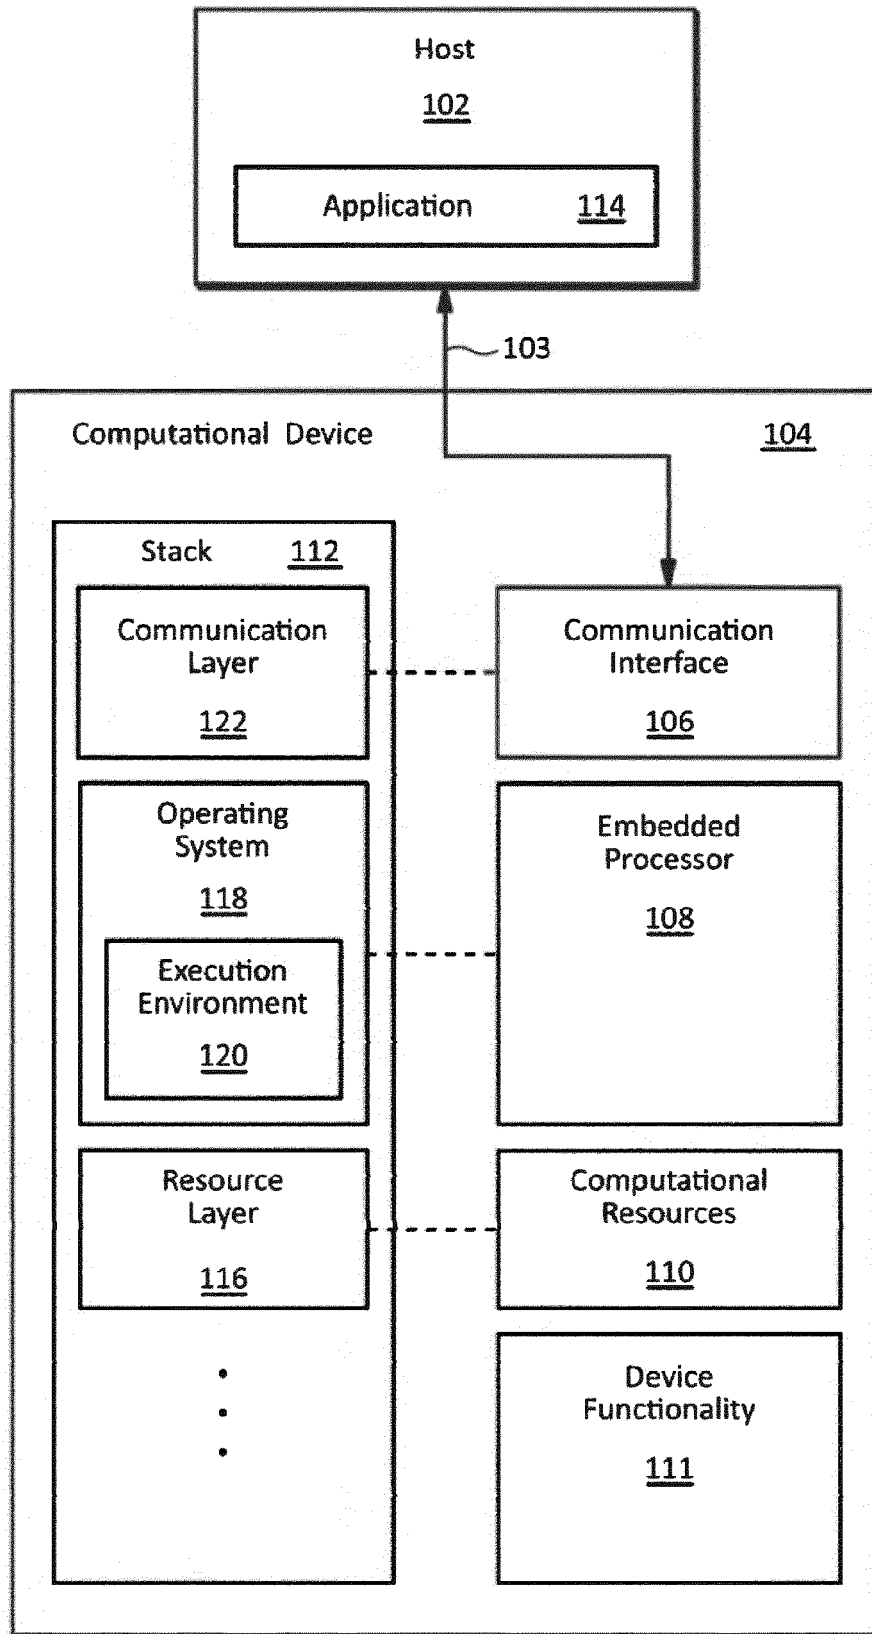 Host
102
Application 114
103
Computational Device 104
Stack 112
Communication
Layer
122
Communication
Interface
106
Operating
System
118
Execution
Environment
120
Embedded
Processor
108
Resource
Layer
116
Computational
Resources
110
Device
Functionality
111